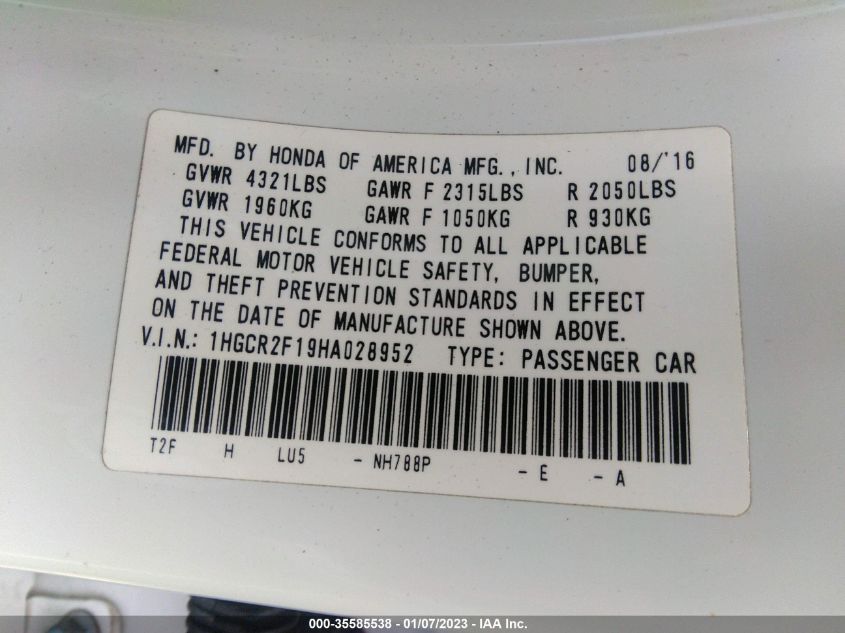 MFD. BY HONDA OF AMERICA MFG., INC. 08/'16
GVWR 4321LBS GAWR F 2315LBS R 2050LBS
GVWR 1960KG GAWR F 1050KG R 930KG
THIS VEHICLE CONFORMS TO ALL APPLICABLE
FEDERAL MOTOR VEHICLE SAFETY, BUMPER,
AND THEFT PREVENTION STANDARDS IN EFFECT
ON THE DATE OF MANUFACTURE SHOWN ABOVE.
V.I.N.: 1HGCR2F19HA028952 TYPE: PASSENGER CAR
T2F H LU5 - NH788P - E - A
000-35585538 - 01/07/2023 - IAA Inc.